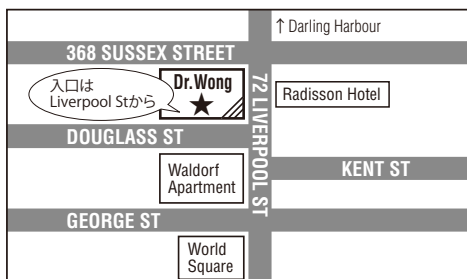 ↑ Darling Harbour
368 SUSSEX STREET
入口は
Liverpool Stから
Dr.Wong
★
72 LIVERPOOL ST
Radisson Hotel
DOUGLASS ST
Waldorf
Apartment
KENT ST
GEORGE ST
World
Square